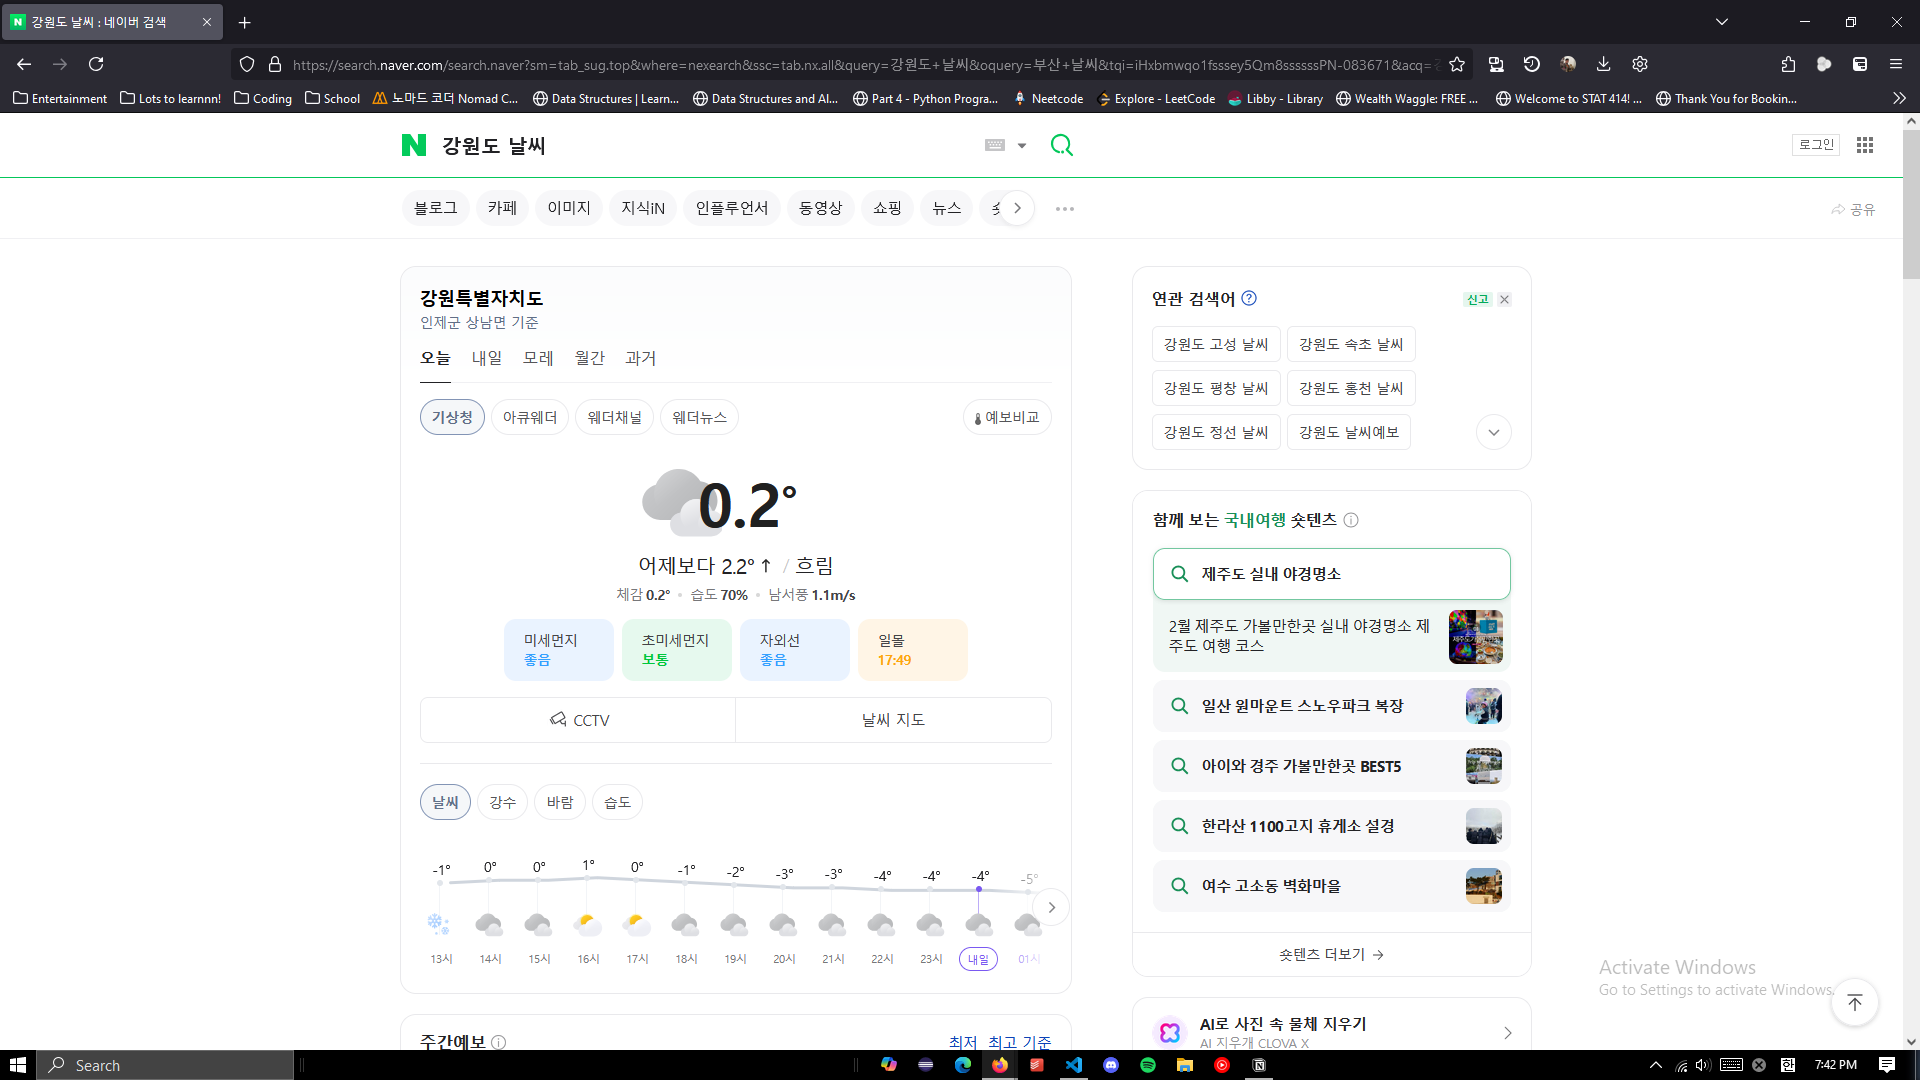 강원도 날씨 : 네이버 검색
https://search.naver.com/search.naver?sm=tab_sug.top&where=nexearch&ssc=tab.nx.all&query=강원도+날씨&oquery=부산+날씨&tqi=iHxbmwqo1fsssey5Qm8ssssssPN-083671&acq=
Entertainment
Lots to learnnn!
Coding
School
노마드 코더 Nomad C...
Data Structures | Learn...
Data Structures and Al...
Part 4 - Python Progra...
Neetcode
Explore - LeetCode
Libby - Library
Wealth Waggle: FREE ...
Welcome to STAT 414! ...
Thank You for Bookin...
N 강원도 날씨
로그인
블로그 카페 이미지 지식iN 인플루언서 동영상 쇼핑 뉴스
공유
강원특별자치도
인제군 상남면 기준
오늘 내일 모레 월간 과거
기상청 아큐웨더 웨더채널 웨더뉴스 예보비교
0.2°
어제보다 2.2° ↑ / 흐림
체감 0.2° 습도 70% 남서풍 1.1m/s
미세먼지 좋음
초미세먼지 보통
자외선 좋음
일몰 17:49
CCTV
날씨 지도
날씨 강수 바람 습도
-1° 0° 0° 1° 0° -1° -2° -3° -3° -4° -4° -4° -5°
13시 14시 15시 16시 17시 18시 19시 20시 21시 22시 23시 내일 01시
주간예보
최저 최고 기준
연관 검색어
신고
강원도 고성 날씨
강원도 속초 날씨
강원도 평창 날씨
강원도 홍천 날씨
강원도 정선 날씨
강원도 날씨예보
함께 보는 국내여행 숏텐츠
제주도 실내 야경명소
2월 제주도 가볼만한곳 실내 야경명소 제
주도 여행 코스
일산 원마운트 스노우파크 복장
아이와 경주 가볼만한곳 BEST5
한라산 1100고지 휴게소 설경
여수 고소동 벽화마을
숏텐츠 더보기 →
AI로 사진 속 물체 지우기
AI 지우개 CLOVA X
Activate Windows
Go to Settings to activate Windows.
Search
한
7:42 PM